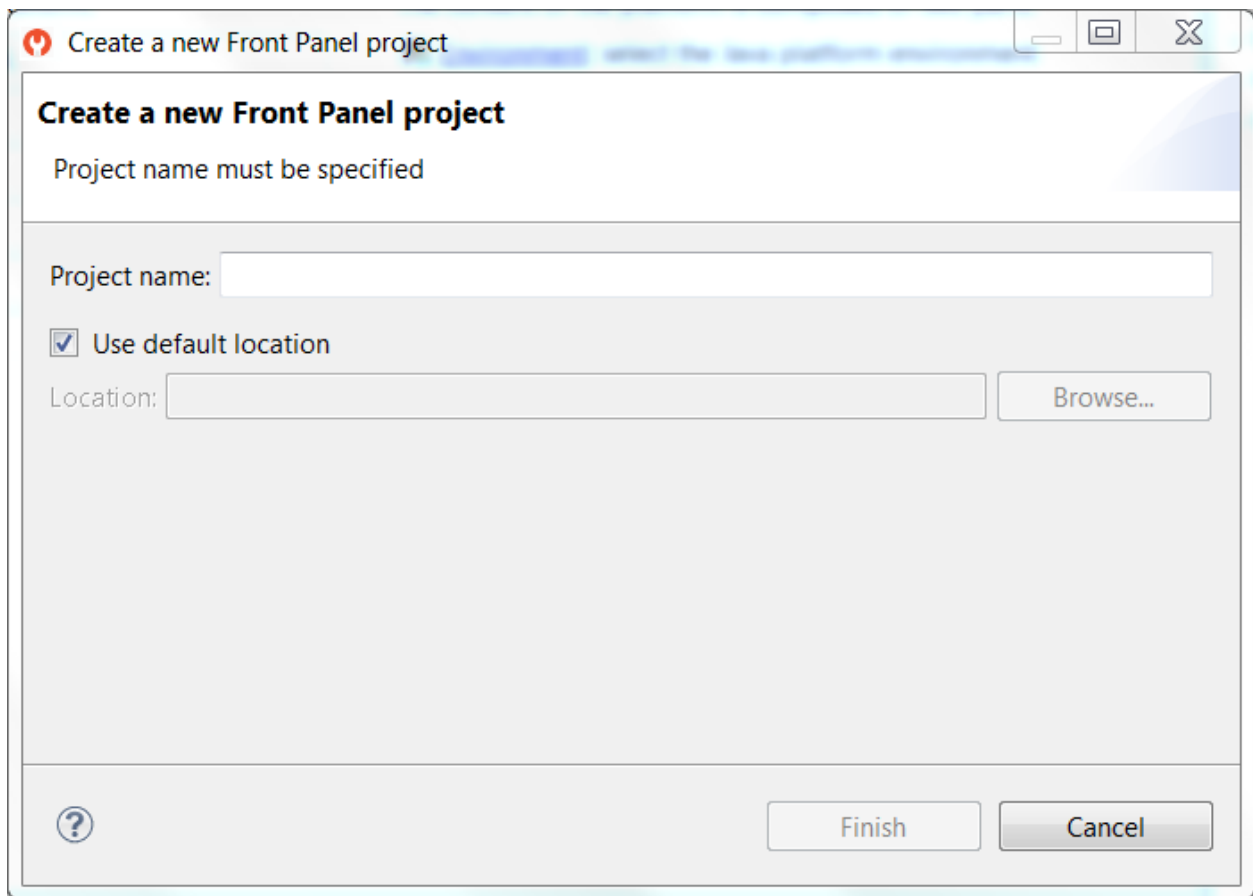 Create a new Front Panel project
Create a new Front Panel project
Project name must be specified
Project name:
Use default location
Location: Browse...
Finish Cancel